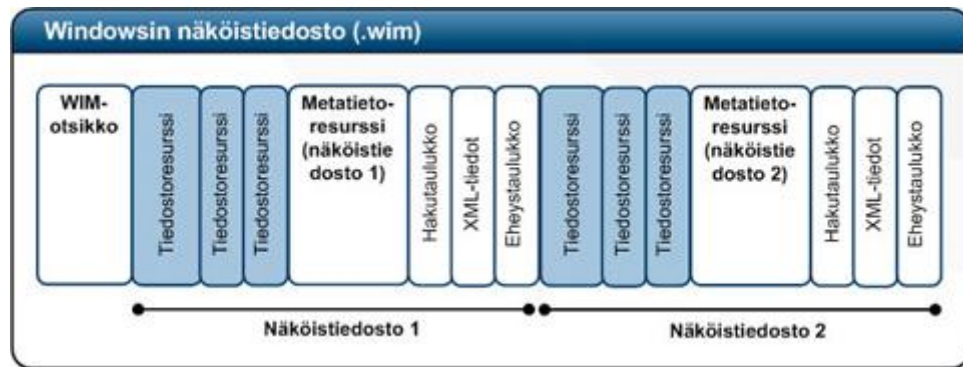 Windowsin näköistiedosto (.wim)
WIM-
otsikko
Tiedostoresurssi
Tiedostoresurssi
Tiedostoresurssi
Metatieto-
resurssi
(näköistie
dosto 1)
Hakutaulukko
XML-tiedot
Eheystaulukko
Tiedostoresurssi
Tiedostoresurssi
Tiedostoresurssi
Metatieto-
resurssi
(näköistie
dosto 2)
Hakutaulukko
XML-tiedot
Eheystaulukko
Näköistiedosto 1
Näköistiedosto 2